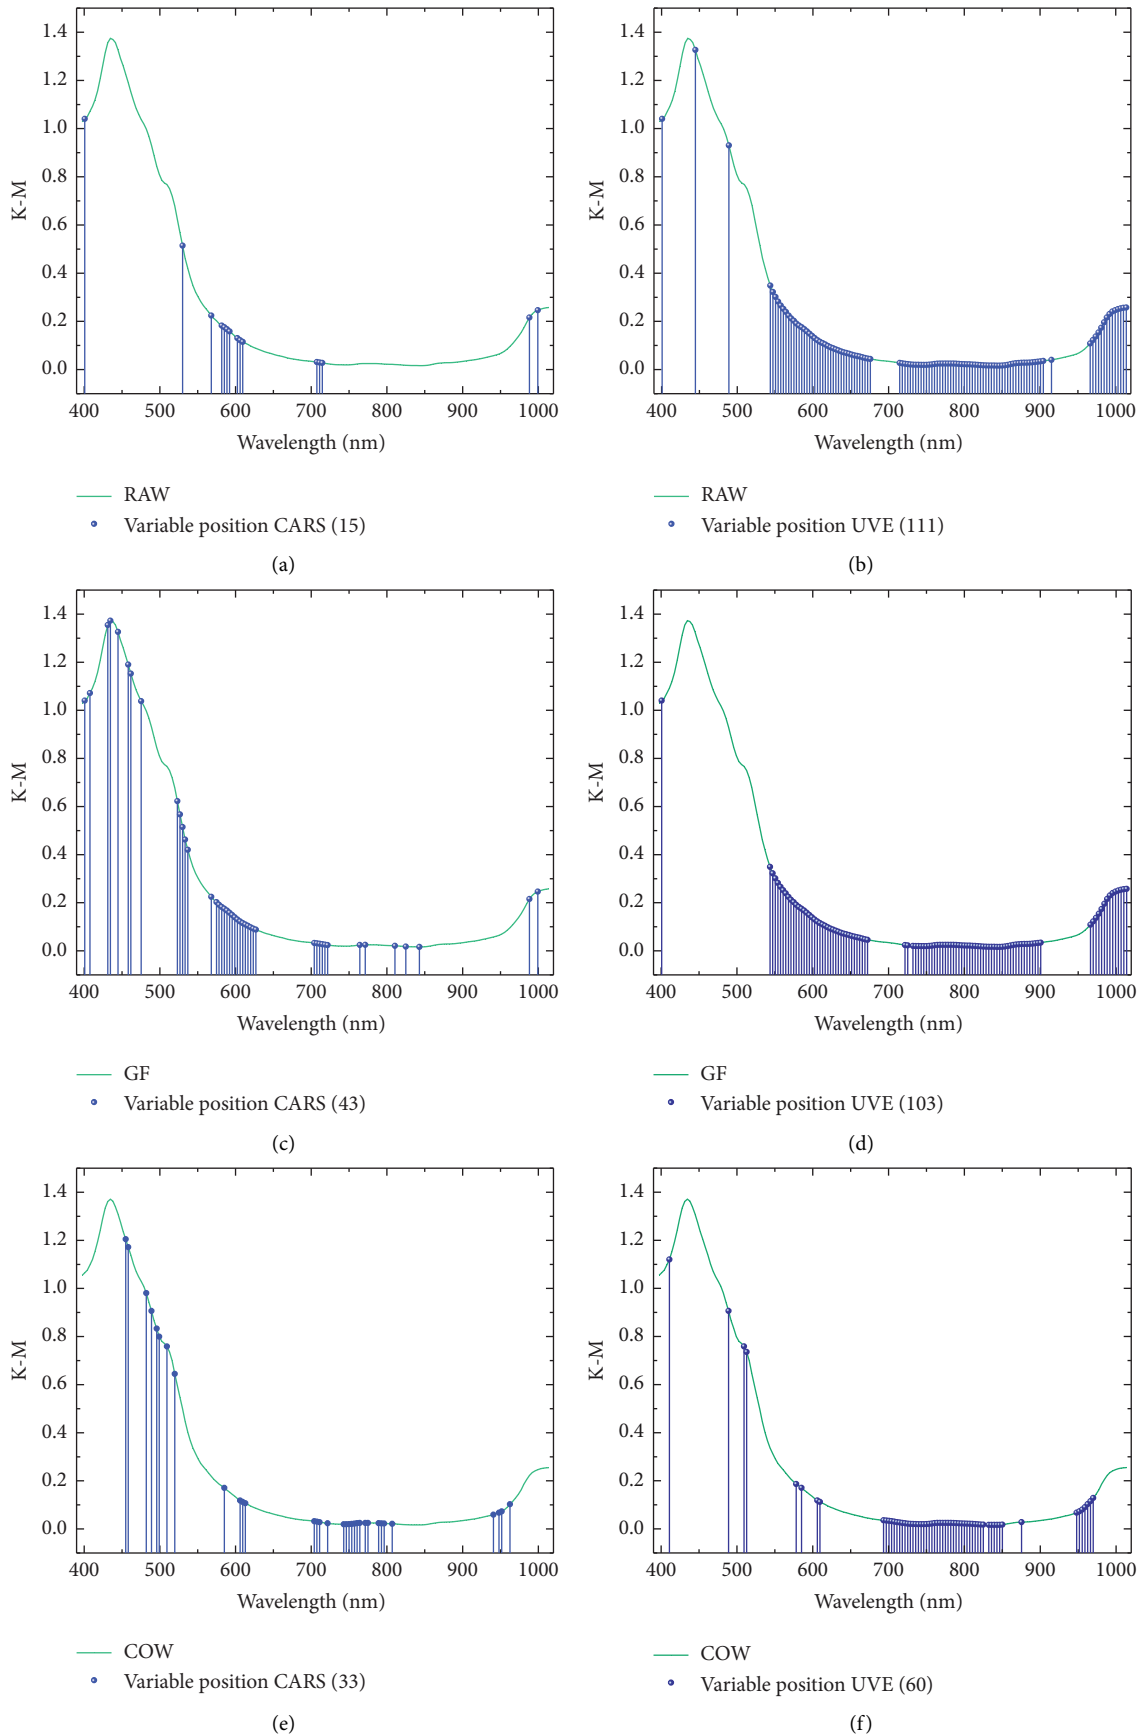 1.4
1.2
1.0
0.8
0.6
0.4
0.2
0.0
K-M
400 500 600 700 800 900 1000
Wavelength (nm)
RAW
Variable position CARS (15)
(a)
1.4
1.2
1.0
0.8
0.6
0.4
0.2
0.0
K-M
400 500 600 700 800 900 1000
Wavelength (nm)
RAW
Variable position UVE (111)
(b)
1.4
1.2
1.0
0.8
0.6
0.4
0.2
0.0
K-M
400 500 600 700 800 900 1000
Wavelength (nm)
GF
Variable position CARS (43)
(c)
1.4
1.2
1.0
0.8
0.6
0.4
0.2
0.0
K-M
400 500 600 700 800 900 1000
Wavelength (nm)
GF
Variable position UVE (103)
(d)
1.4
1.2
1.0
0.8
0.6
0.4
0.2
0.0
K-M
400 500 600 700 800 900 1000
Wavelength (nm)
COW
Variable position CARS (33)
(e)
1.4
1.2
1.0
0.8
0.6
0.4
0.2
0.0
K-M
400 500 600 700 800 900 1000
Wavelength (nm)
COW
Variable position UVE (60)
(f)